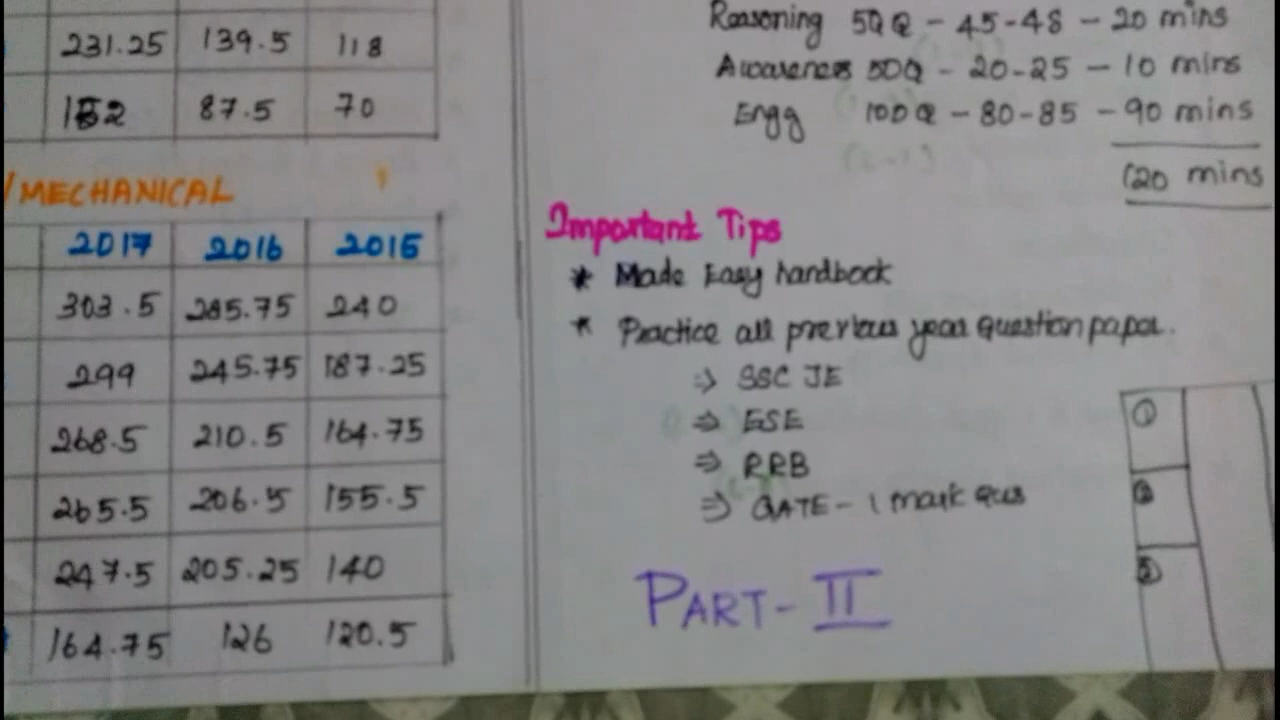 231.25 139.5 118
152 87.5 70
/MECHANICAL
2017 2016 2015
303.5 285.75 240
299 245.75 187.25
268.5 210.5 164.75
265.5 206.5 155.5
247.5 205.25 140
164.75 126 120.5
Reasoning 50Q - 45-48 - 20 mins
Awareness 50Q - 20-25 - 10 mins
Engg 100Q - 80-85 - 90 mins
120 mins
Important Tips
* Made Easy handbook
* Practice all previous year question paper.
⇒ SSC JE
⇒ ESE
⇒ RRB
⇒ GATE - 1 mark Qus
PART - II
①
②
③